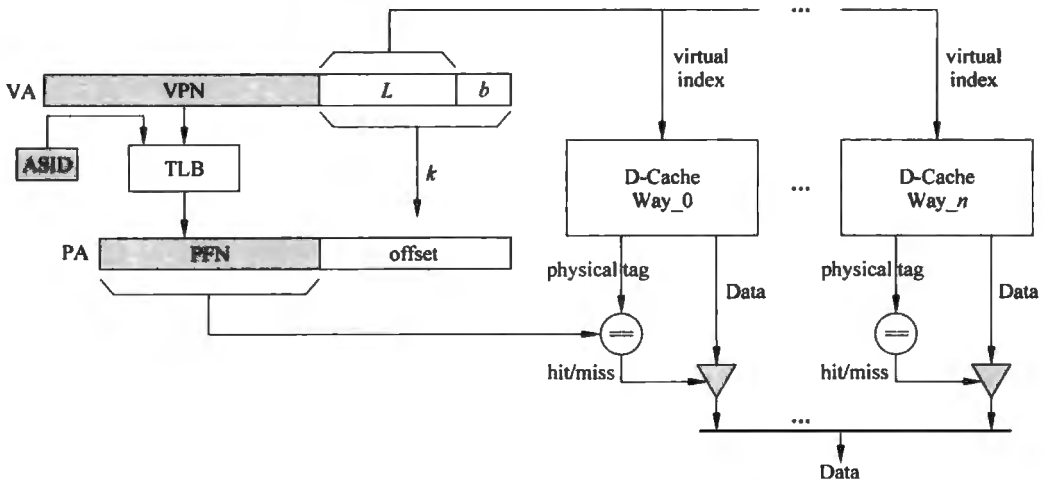 ...
virtual index
virtual index
VA
VPN
L
b
ASID
TLB
k
D-Cache Way_0
...
D-Cache Way_n
PA
PFN
offset
physical tag
Data
physical tag
Data
==
==
hit/miss
hit/miss
...
Data